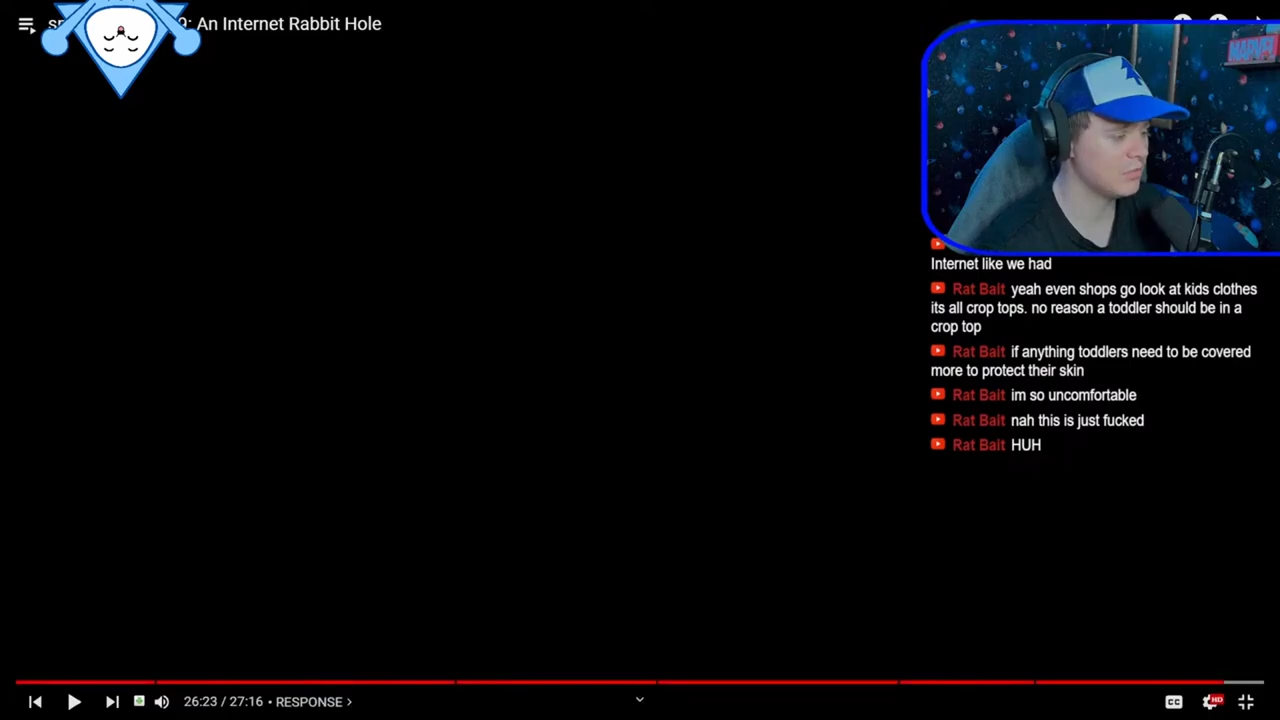 An Internet Rabbit Hole
MARVEL
Internet like we had
Rat Bait yeah even shops go look at kids clothes
its all crop tops. no reason a toddler should be in a
crop top
Rat Bait if anything toddlers need to be covered
more to protect their skin
Rat Bait im so uncomfortable
Rat Bait nah this is just fucked
Rat Bait HUH
26:23 / 27:16 • RESPONSE >
CC
HD